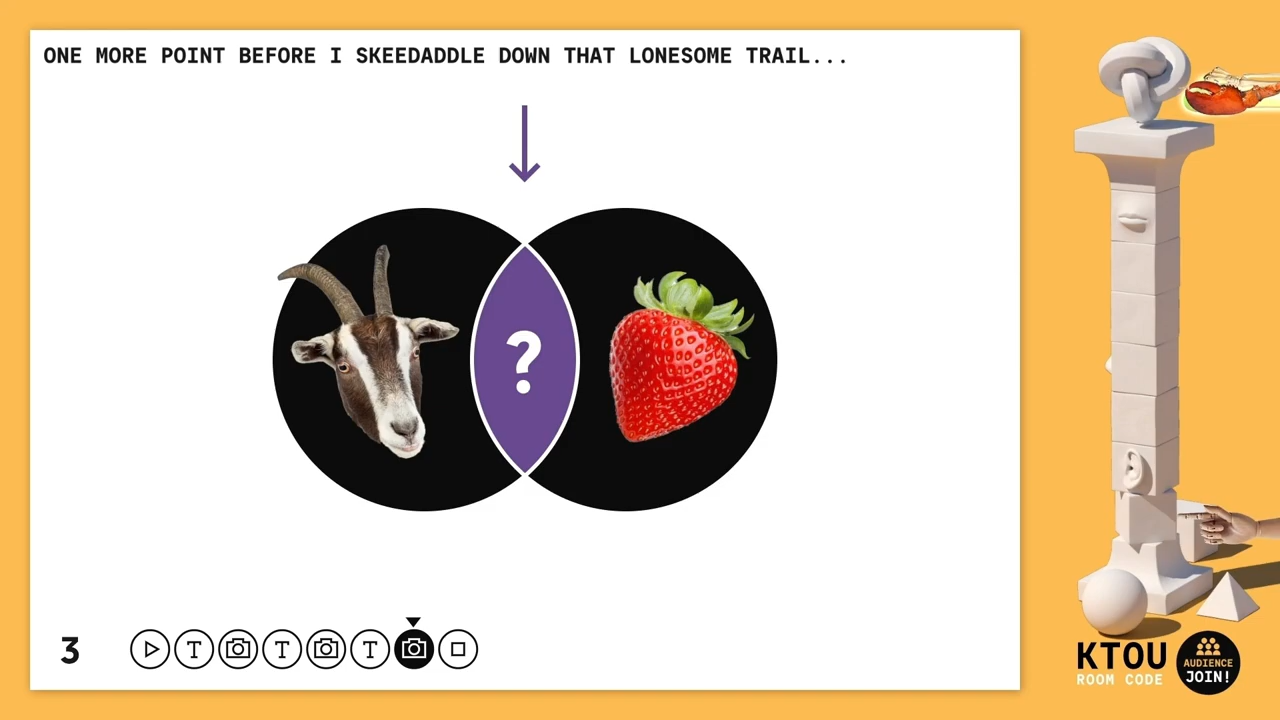 ONE MORE POINT BEFORE I SKEEDADDLE DOWN THAT LONESOME TRAIL...
?
3
T
T
T
KTOU
ROOM CODE
AUDIENCE
JOIN!